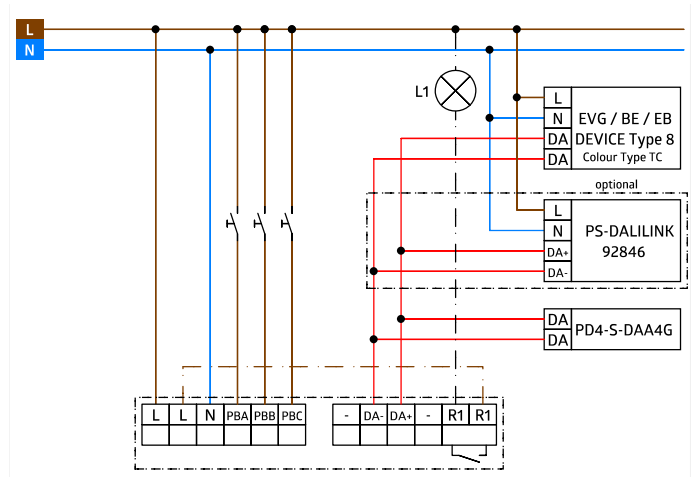 L
N
L1
L
N
DA
DA
EVG / BE / EB
DEVICE Type 8
Colour Type TC
optional
L
N
DA+
DA-
PS-DALILINK
92846
DA
DA
PD4-S-DAA4G
L L N PBA PBB PBC - DA- DA+ - R1 R1